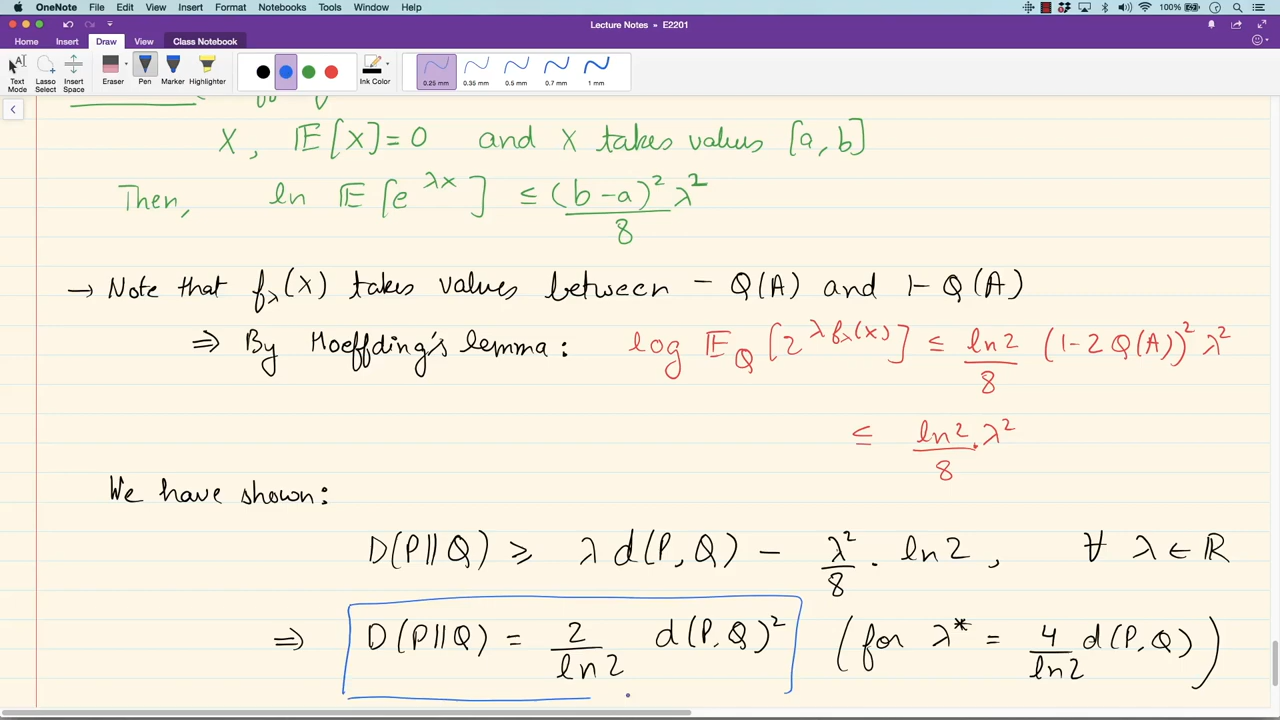 OneNote File Edit View Insert Format Notebooks Tools Window Help 100%
Lecture Notes » E2201
Home Insert Draw View Class Notebook
Text Mode Lasso Select Insert Space Eraser Pen Marker Highlighter Ink Color 0.25 mm 0.35 mm 0.5 mm 0.7 mm 1 mm
X, 𝔼[X]=0 and X takes values [a, b]
Then, ln 𝔼[e^{λX}] ≤ (b-a)²/8 λ²
→ Note that f_λ(X) takes values between - Q(A) and 1- Q(A)
⇒ By Hoeffding's lemma: log 𝔼_Q [2^{λ f_λ(X)}] ≤ ln2/8 (1-2Q(A))² λ²
≤ ln2/8 . λ²
We have shown:
D(P||Q) ≥ λ d(P,Q) - λ²/8 . ln2, ∀ λ ∈ ℝ
⇒ D(P||Q) = 2/ln2 d(P,Q)² (for λ* = 4/ln2 d(P,Q))